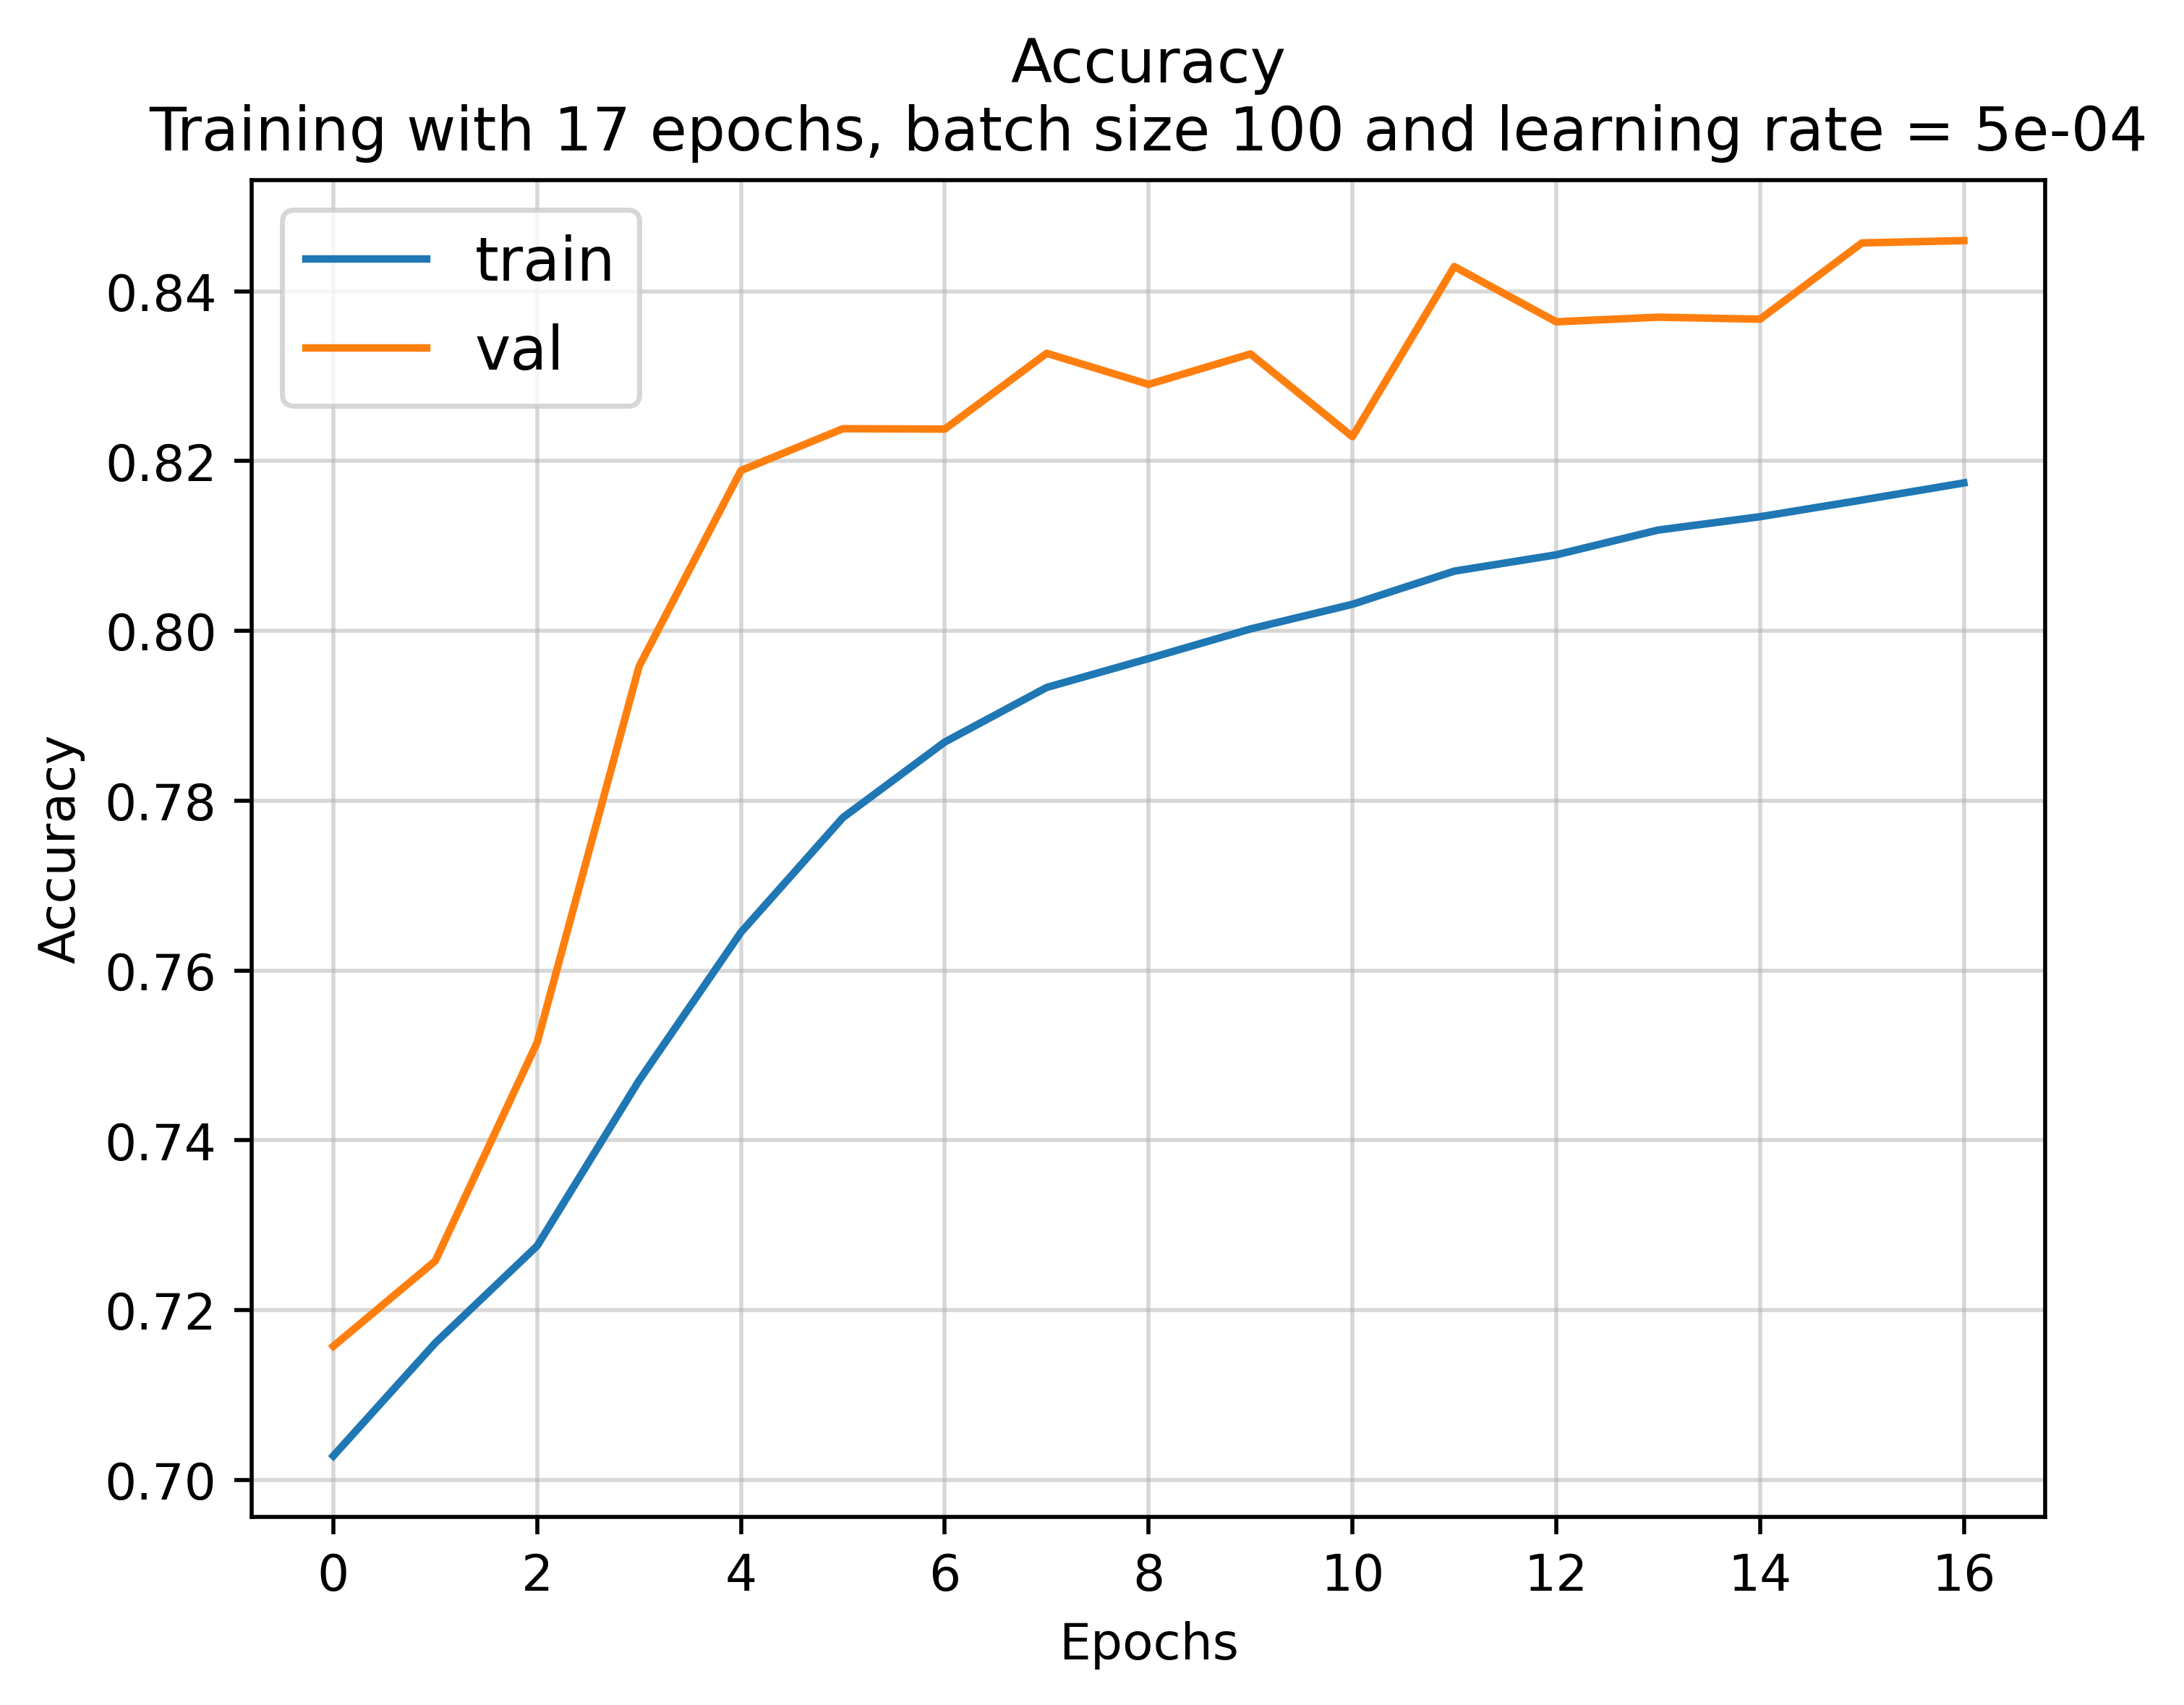 Accuracy
Training with 17 epochs, batch size 100 and learning rate = 5e-04
train
val
0.84
0.82
0.80
0.78
0.76
0.74
0.72
0.70
Accuracy
0 2 4 6 8 10 12 14 16
Epochs